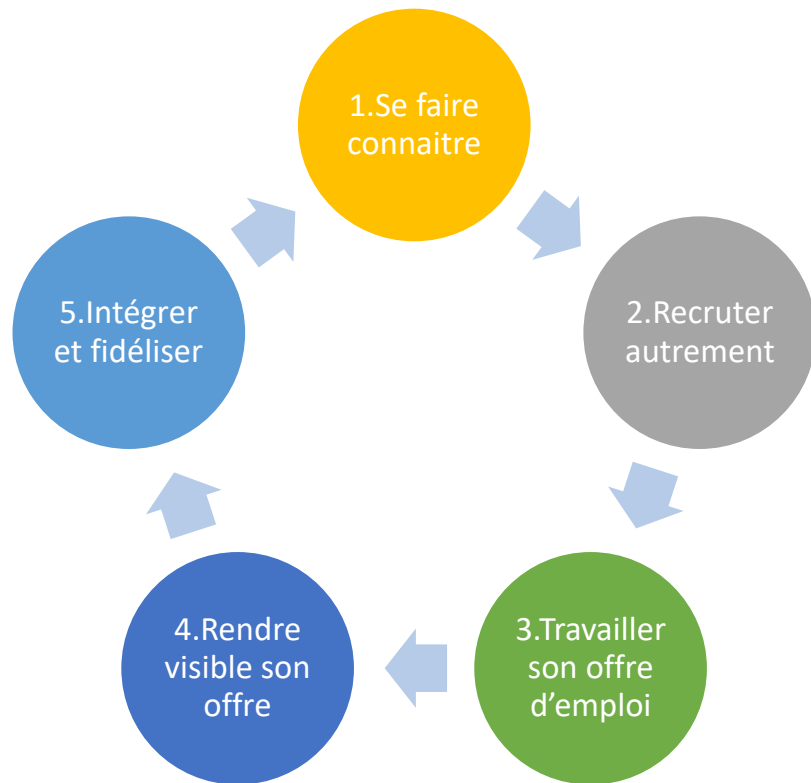 1.Se faire
connaitre
2.Recruter
autrement
3.Travailler
son offre
d’emploi
4.Rendre
visible son
offre
5.Intégrer
et fidéliser